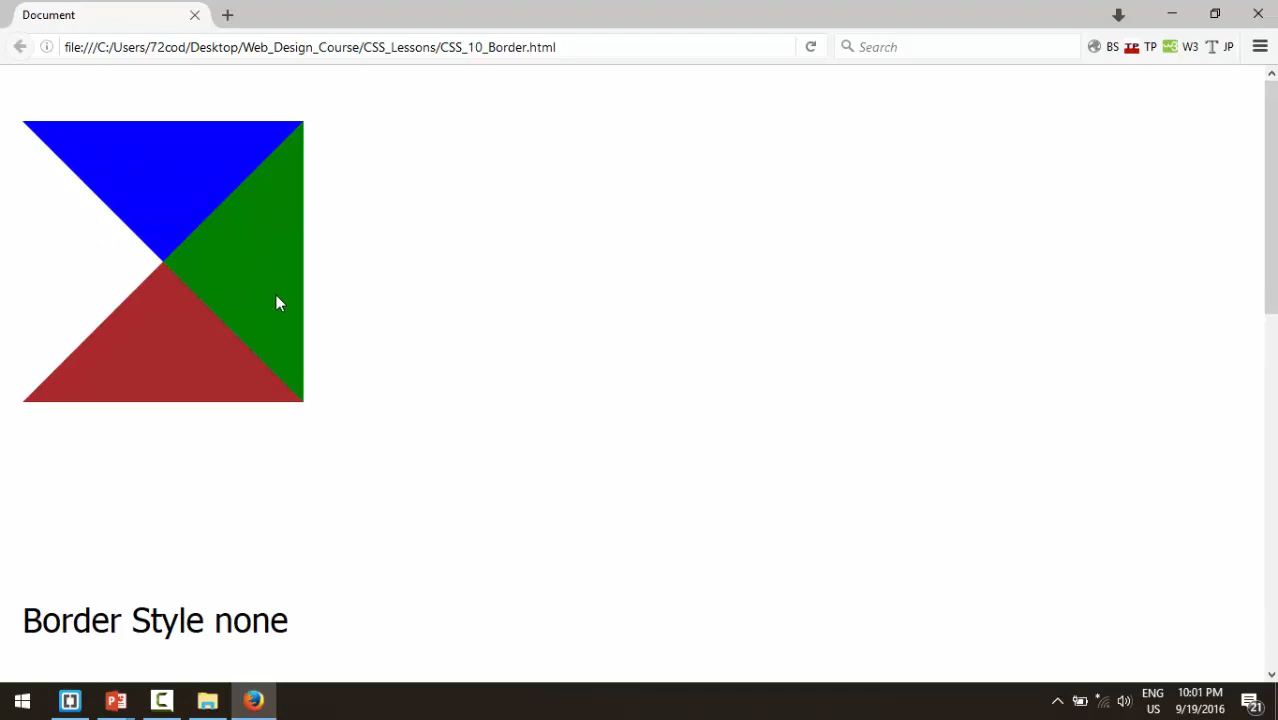 Document
file:///C:/Users/72cod/Desktop/Web_Design_Course/CSS_Lessons/CSS_10_Border.html
Search
BS TP TP W3 T JP
Border Style none
ENG 10:01 PM
US 9/19/2016
21